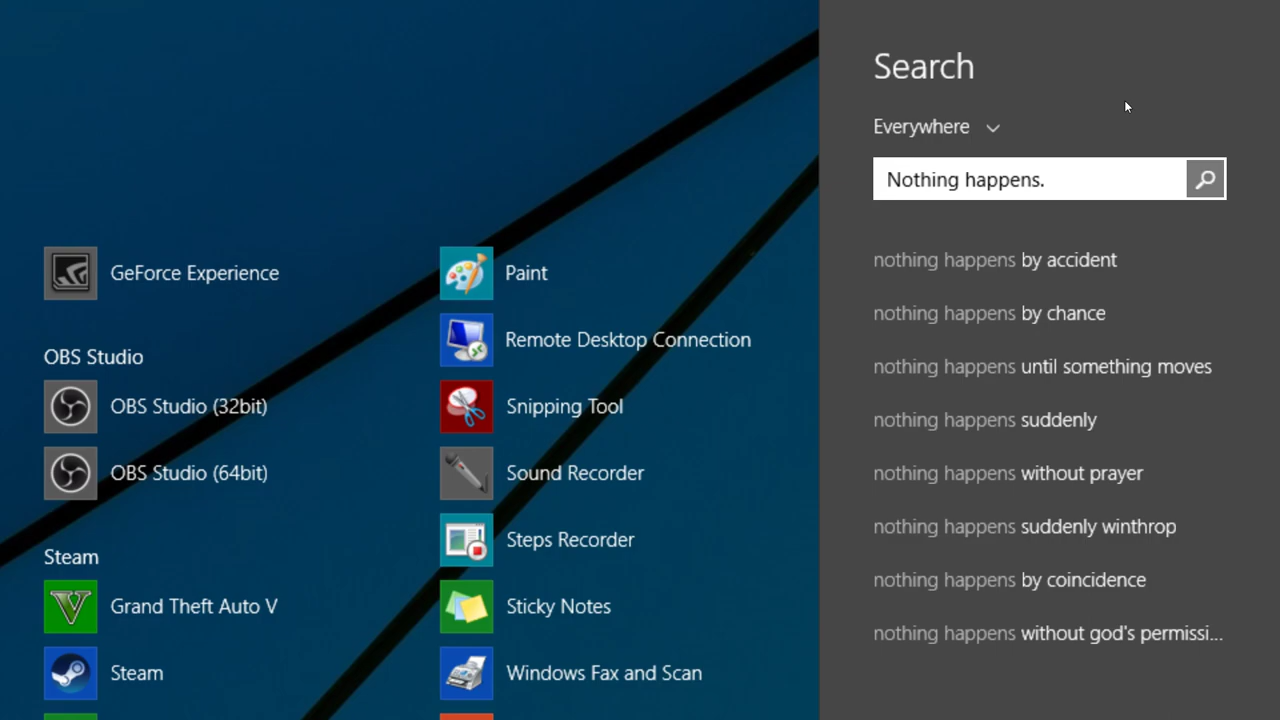 GeForce Experience
OBS Studio
OBS Studio (32bit)
OBS Studio (64bit)
Steam
Grand Theft Auto V
Steam
Paint
Remote Desktop Connection
Snipping Tool
Sound Recorder
Steps Recorder
Sticky Notes
Windows Fax and Scan
Search
Everywhere
Nothing happens.
nothing happens by accident
nothing happens by chance
nothing happens until something moves
nothing happens suddenly
nothing happens without prayer
nothing happens suddenly winthrop
nothing happens by coincidence
nothing happens without god's permissi...